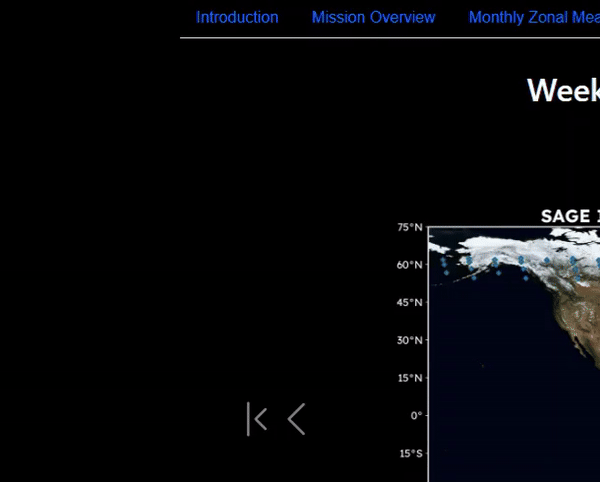 Introduction Mission Overview Monthly Zonal Mea
Week
SAGE I
75°N
60°N
45°N
30°N
15°N
0°
15°S